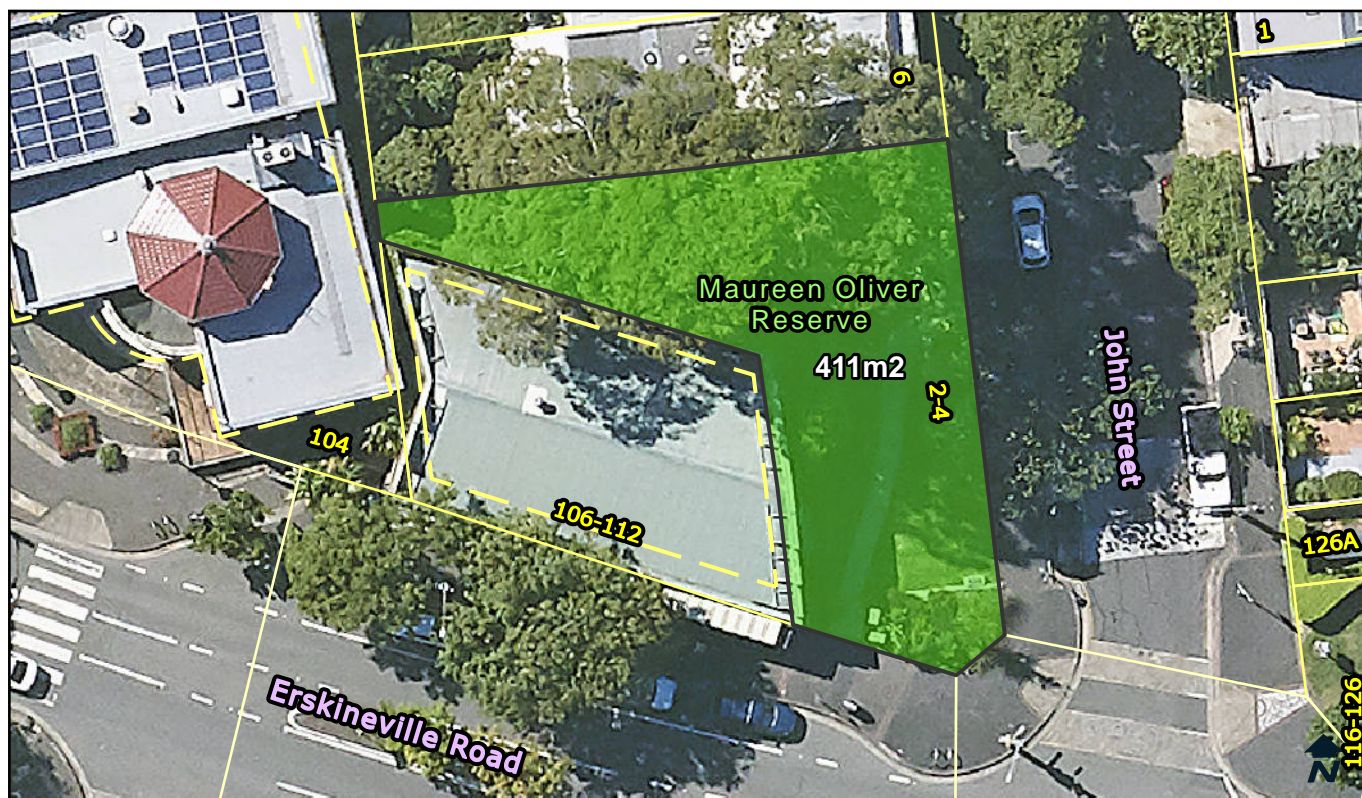 1
6
Maureen Oliver
Reserve
411m2
2-4
John Street
104
106-112
126A
Erskineville Road
116-126
N